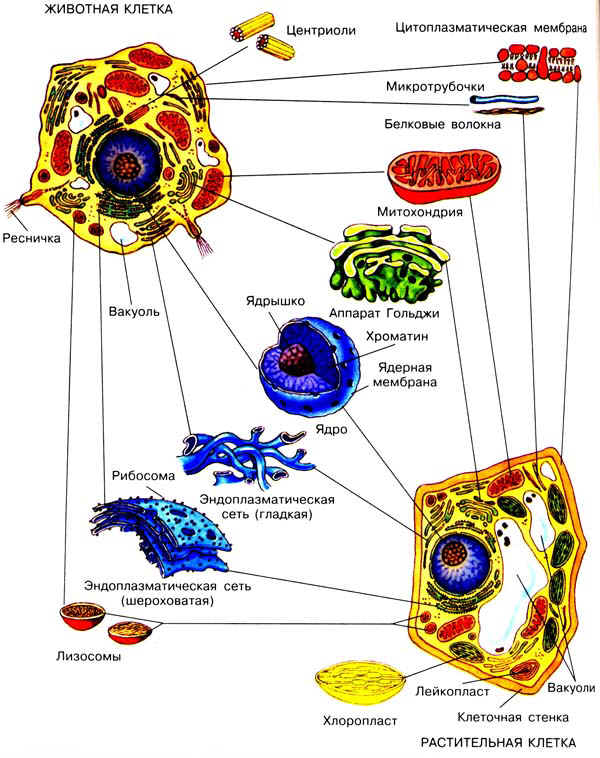 ЖИВОТНАЯ КЛЕТКА
Центриоли
Цитоплазматическая мембрана
Микротрубочки
Белковые волокна
Митохондрия
Ресничка
Вакуоль
Аппарат Гольджи
Ядрышко
Хроматин
Ядерная
мембрана
Ядро
Рибосома
Эндоплазматическая
сеть (гладкая)
Эндоплазматическая сеть
(шероховатая)
Лизосомы
Хлоропласт
Лейкопласт
Вакуоли
Клеточная стенка
РАСТИТЕЛЬНАЯ КЛЕТКА